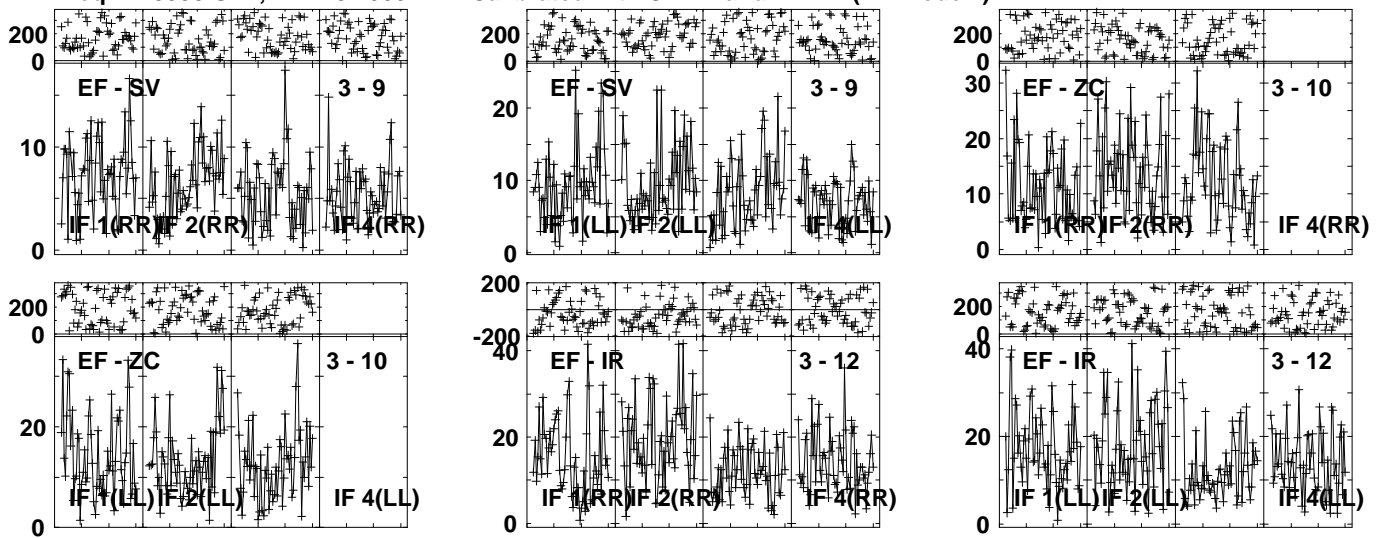 200
0
EF - SV 3 - 9
10
0
IF 1(RR) IF 2(RR) IF 4(RR)
EF - SV 3 - 9
20
10
0
IF 1(LL) IF 2(LL) IF 4(LL)
200
0
EF - ZC 3 - 10
30
20
10
0
IF 1(RR) IF 2(RR) IF 4(RR)
200
0
EF - ZC 3 - 10
20
0
IF 1(LL) IF 2(LL) IF 4(LL)
200
-200
40
EF - IR 3 - 12
20
0
IF 1(RR) IF 2(RR) IF 4(RR)
200
0
40
EF - IR 3 - 12
20
0
IF 1(LL) IF 2(LL) IF 4(LL)